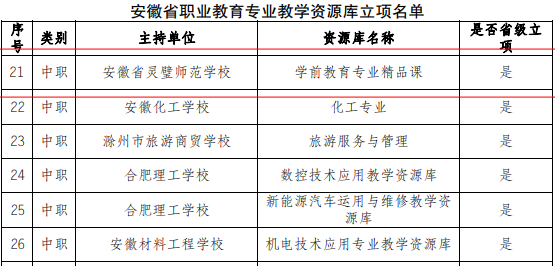 安徽省职业教育专业教学资源库立项名单
序号 类别 主持单位 资源库名称 是否省级立项
21 中职 安徽省灵璧师范学校 学前教育专业精品课 是
22 中职 安徽化工学校 化工专业 是
23 中职 滁州市旅游商贸学校 旅游服务与管理 是
24 中职 合肥理工学校 数控技术应用教学资源库 是
25 中职 合肥理工学校 新能源汽车运用与维修教学资源库 是
26 中职 安徽材料工程学校 机电技术应用专业教学资源库 是